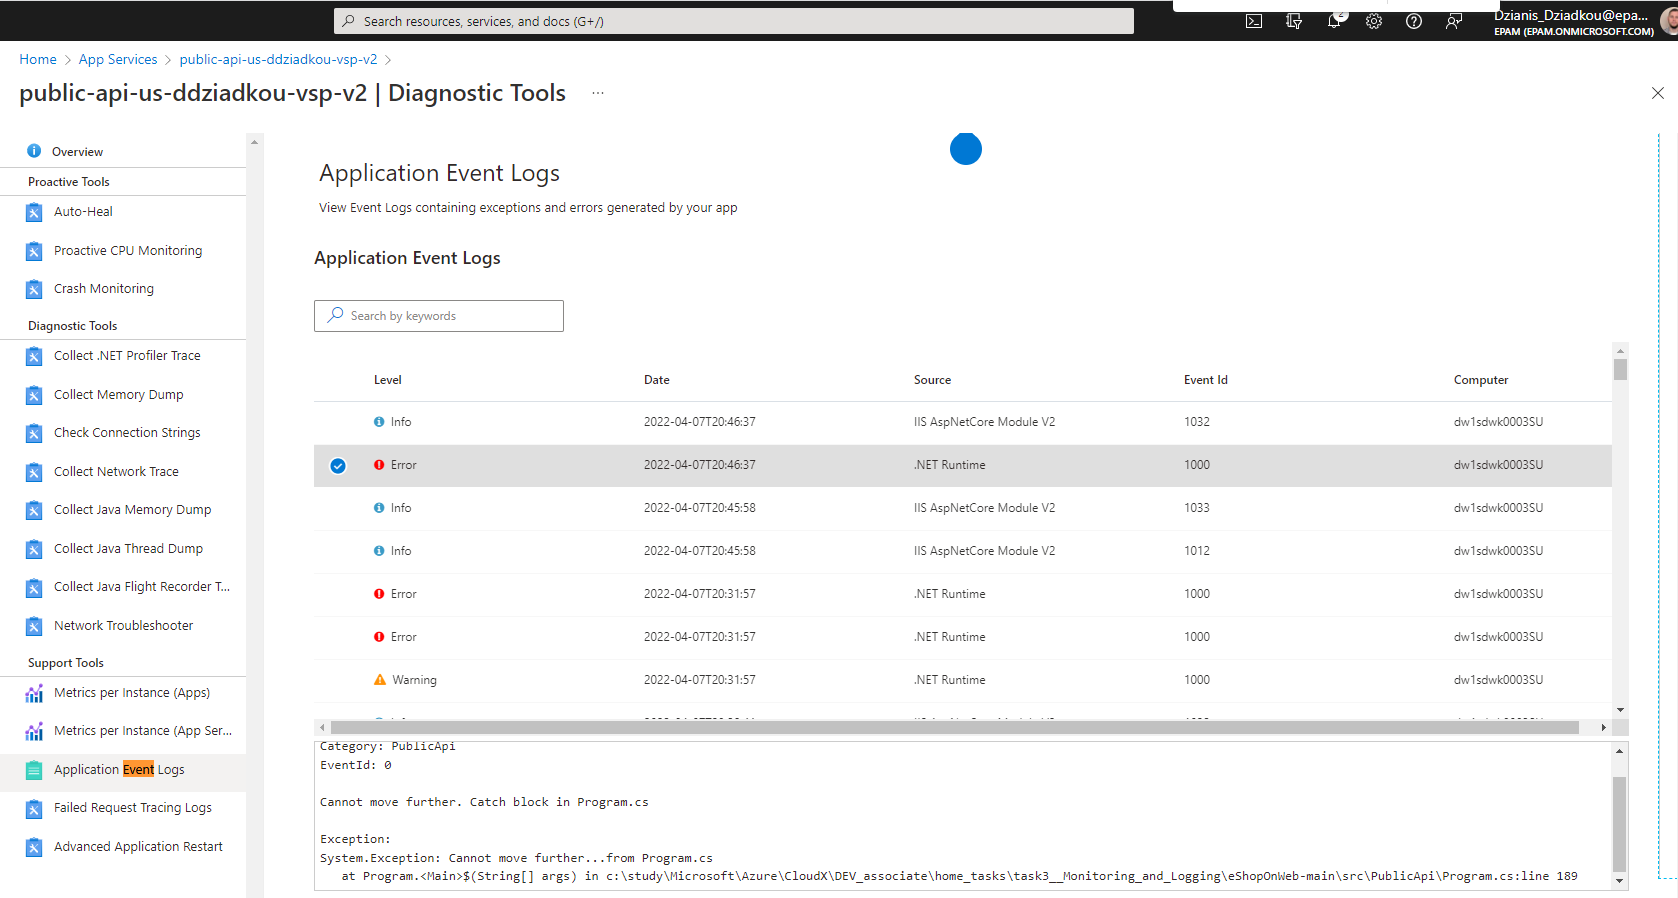 Search resources, services, and docs (G+/)
2
Dzianis_Dziadkou@epa...
EPAM (EPAM.ONMICROSOFT.COM)
Home > App Services > public-api-us-ddziadkou-vsp-v2 >
public-api-us-ddziadkou-vsp-v2 | Diagnostic Tools ...
Overview
Proactive Tools
Auto-Heal
Proactive CPU Monitoring
Crash Monitoring
Diagnostic Tools
Collect .NET Profiler Trace
Collect Memory Dump
Check Connection Strings
Collect Network Trace
Collect Java Memory Dump
Collect Java Thread Dump
Collect Java Flight Recorder T...
Network Troubleshooter
Support Tools
Metrics per Instance (Apps)
Metrics per Instance (App Ser...
Application Event Logs
Failed Request Tracing Logs
Advanced Application Restart
Application Event Logs
View Event Logs containing exceptions and errors generated by your app
Application Event Logs
Search by keywords
Level Date Source Event Id Computer
Info 2022-04-07T20:46:37 IIS AspNetCore Module V2 1032 dw1sdwk0003SU
Error 2022-04-07T20:46:37 .NET Runtime 1000 dw1sdwk0003SU
Info 2022-04-07T20:45:58 IIS AspNetCore Module V2 1033 dw1sdwk0003SU
Info 2022-04-07T20:45:58 IIS AspNetCore Module V2 1012 dw1sdwk0003SU
Error 2022-04-07T20:31:57 .NET Runtime 1000 dw1sdwk0003SU
Error 2022-04-07T20:31:57 .NET Runtime 1000 dw1sdwk0003SU
Warning 2022-04-07T20:31:57 .NET Runtime 1000 dw1sdwk0003SU
Category: PublicApi
EventId: 0
Cannot move further. Catch block in Program.cs
Exception:
System.Exception: Cannot move further...from Program.cs
at Program.<Main>$(String[] args) in c:\study\Microsoft\Azure\CloudX\DEV_associate\home_tasks\task3__Monitoring_and_Logging\eShopOnWeb-main\src\PublicApi\Program.cs:line 189